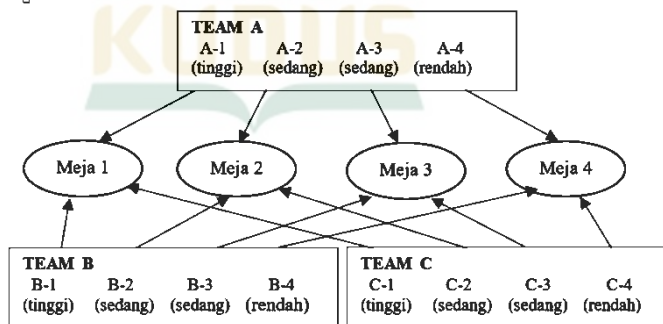 KUDUS
TEAM A
A-1 A-2 A-3 A-4
(tinggi) (sedang) (sedang) (rendah)
Meja 1 Meja 2 Meja 3 Meja 4
TEAM B
B-1 B-2 B-3 B-4
(tinggi) (sedang) (sedang) (rendah)
TEAM C
C-1 C-2 C-3 C-4
(tinggi) (sedang) (sedang) (rendah)